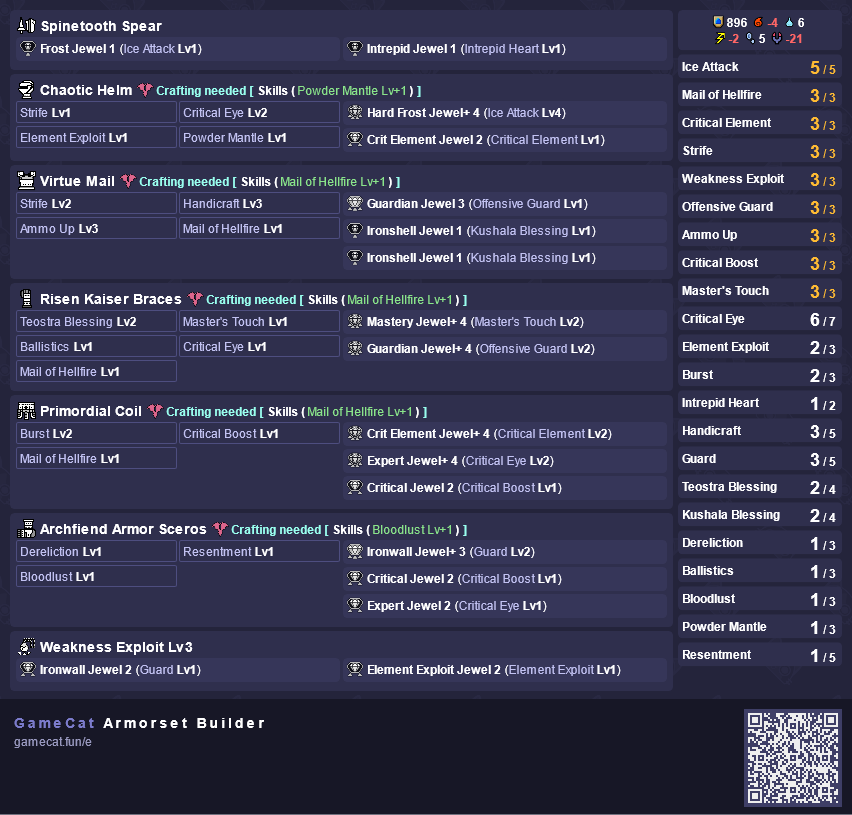 Spinetooth Spear
Frost Jewel 1 (Ice Attack Lv1)
Intrepid Jewel 1 (Intrepid Heart Lv1)
Chaotic Helm Crafting needed [ Skills ( Powder Mantle Lv+1 ) ]
Strife Lv1
Critical Eye Lv2
Element Exploit Lv1
Powder Mantle Lv1
Hard Frost Jewel+ 4 (Ice Attack Lv4)
Crit Element Jewel 2 (Critical Element Lv1)
Virtue Mail Crafting needed [ Skills ( Mail of Hellfire Lv+1 ) ]
Strife Lv2
Handicraft Lv3
Ammo Up Lv3
Mail of Hellfire Lv1
Guardian Jewel 3 (Offensive Guard Lv1)
Ironshell Jewel 1 (Kushala Blessing Lv1)
Ironshell Jewel 1 (Kushala Blessing Lv1)
Risen Kaiser Braces Crafting needed [ Skills ( Mail of Hellfire Lv+1 ) ]
Teostra Blessing Lv2
Master's Touch Lv1
Ballistics Lv1
Critical Eye Lv1
Mail of Hellfire Lv1
Mastery Jewel+ 4 (Master's Touch Lv2)
Guardian Jewel+ 4 (Offensive Guard Lv2)
Primordial Coil Crafting needed [ Skills ( Mail of Hellfire Lv+1 ) ]
Burst Lv2
Critical Boost Lv1
Mail of Hellfire Lv1
Crit Element Jewel+ 4 (Critical Element Lv2)
Expert Jewel+ 4 (Critical Eye Lv2)
Critical Jewel 2 (Critical Boost Lv1)
Archfiend Armor Sceros Crafting needed [ Skills ( Bloodlust Lv+1 ) ]
Dereliction Lv1
Resentment Lv1
Bloodlust Lv1
Ironwall Jewel+ 3 (Guard Lv2)
Critical Jewel 2 (Critical Boost Lv1)
Expert Jewel 2 (Critical Eye Lv1)
Weakness Exploit Lv3
Ironwall Jewel 2 (Guard Lv1)
Element Exploit Jewel 2 (Element Exploit Lv1)
896 -4 6
-2 5 -21
Ice Attack 5 / 5
Mail of Hellfire 3 / 3
Critical Element 3 / 3
Strife 3 / 3
Weakness Exploit 3 / 3
Offensive Guard 3 / 3
Ammo Up 3 / 3
Critical Boost 3 / 3
Master's Touch 3 / 3
Critical Eye 6 / 7
Element Exploit 2 / 3
Burst 2 / 3
Intrepid Heart 1 / 2
Handicraft 3 / 5
Guard 3 / 5
Teostra Blessing 2 / 4
Kushala Blessing 2 / 4
Dereliction 1 / 3
Ballistics 1 / 3
Bloodlust 1 / 3
Powder Mantle 1 / 3
Resentment 1 / 5
GameCat Armorset Builder
gamecat.fun/e